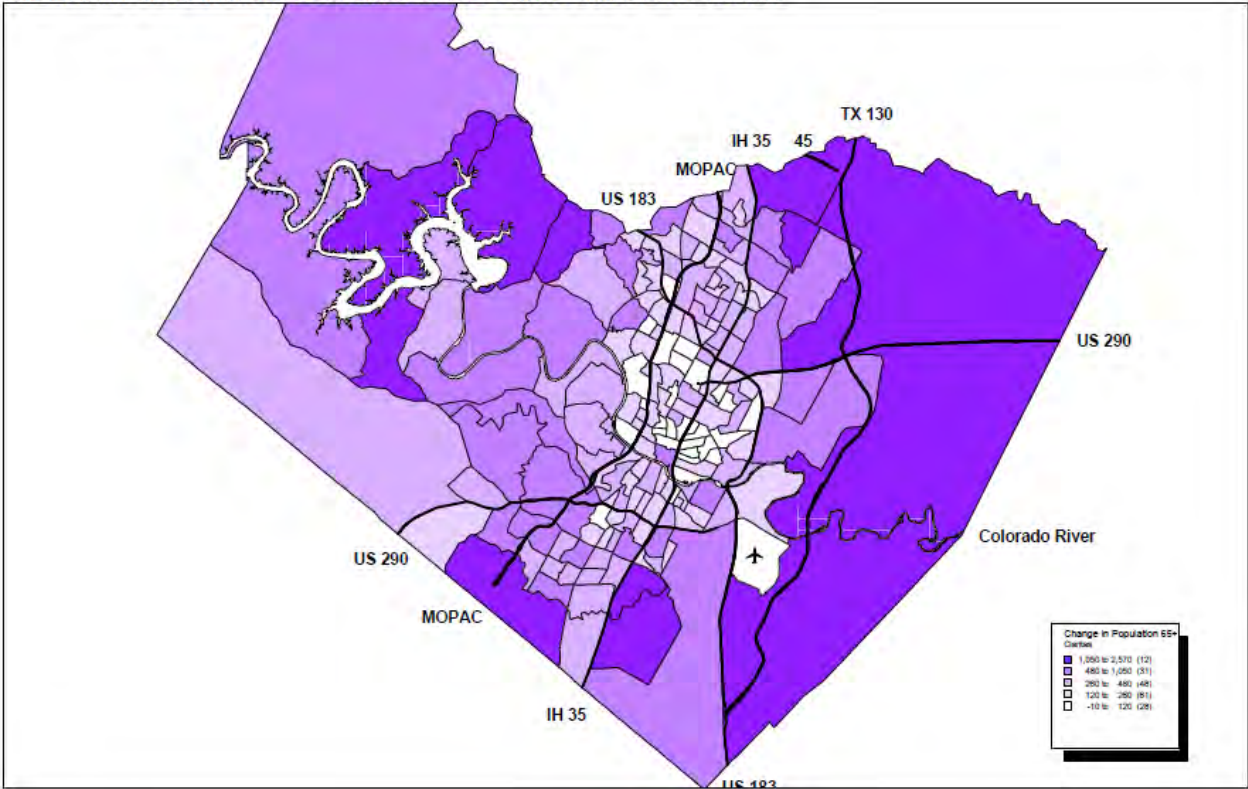 TX 130
IH 35
45
MOPAC
US 183
US 290
Colorado River
US 290
MOPAC
IH 35
US 183
Change in Population 65+
1,050 to 2,570 (12)
480 to 1,050 (31)
260 to 480 (48)
120 to 260 (61)
-10 to 120 (28)